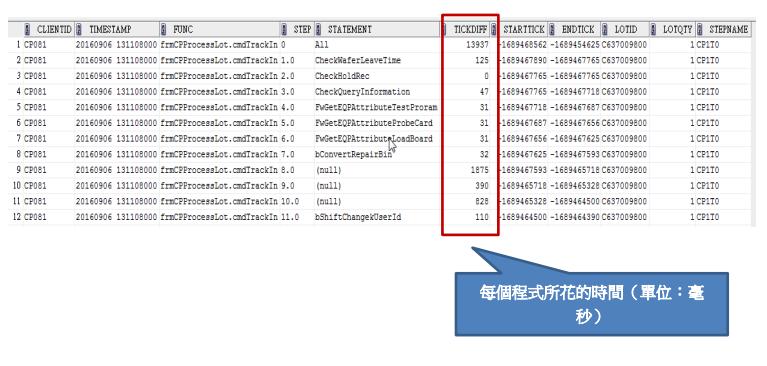 CLIENTID TIMESTAMP FUNC STEP STATEMENT TICKDIFF STARTTICK ENDTICK LOTID LOTQTY STEPNAME
1 CP081 20160906 131108000 frmCPProcessLot.cmdTrackIn 0 All 13937 -1689468562 -1689454625 C637009800 1 CP1T0
2 CP081 20160906 131108000 frmCPProcessLot.cmdTrackIn 1.0 CheckWaferLeaveTime 125 -1689467890 -1689467765 C637009800 1 CP1T0
3 CP081 20160906 131108000 frmCPProcessLot.cmdTrackIn 2.0 CheckHoldRec 0 -1689467765 -1689467765 C637009800 1 CP1T0
4 CP081 20160906 131108000 frmCPProcessLot.cmdTrackIn 3.0 CheckQueryInformation 47 -1689467765 -1689467718 C637009800 1 CP1T0
5 CP081 20160906 131108000 frmCPProcessLot.cmdTrackIn 4.0 FwGetEQPAttributeTestProram 31 -1689467718 -1689467687 C637009800 1 CP1T0
6 CP081 20160906 131108000 frmCPProcessLot.cmdTrackIn 5.0 FwGetEQPAttributeProbeCard 31 -1689467687 -1689467656 C637009800 1 CP1T0
7 CP081 20160906 131108000 frmCPProcessLot.cmdTrackIn 6.0 FwGetEQPAttributeLoadBoard 31 -1689467656 -1689467625 C637009800 1 CP1T0
8 CP081 20160906 131108000 frmCPProcessLot.cmdTrackIn 7.0 bConvertRepairBin 32 -1689467625 -1689467593 C637009800 1 CP1T0
9 CP081 20160906 131108000 frmCPProcessLot.cmdTrackIn 8.0 (null) 1875 -1689467593 -1689465718 C637009800 1 CP1T0
10 CP081 20160906 131108000 frmCPProcessLot.cmdTrackIn 9.0 (null) 390 -1689465718 -1689465328 C637009800 1 CP1T0
11 CP081 20160906 131108000 frmCPProcessLot.cmdTrackIn 10.0 (null) 828 -1689465328 -1689464500 C637009800 1 CP1T0
12 CP081 20160906 131108000 frmCPProcessLot.cmdTrackIn 11.0 bShiftChangekUserId 110 -1689464500 -1689464390 C637009800 1 CP1T0
每個程式所花的時間（單位：毫
秒）